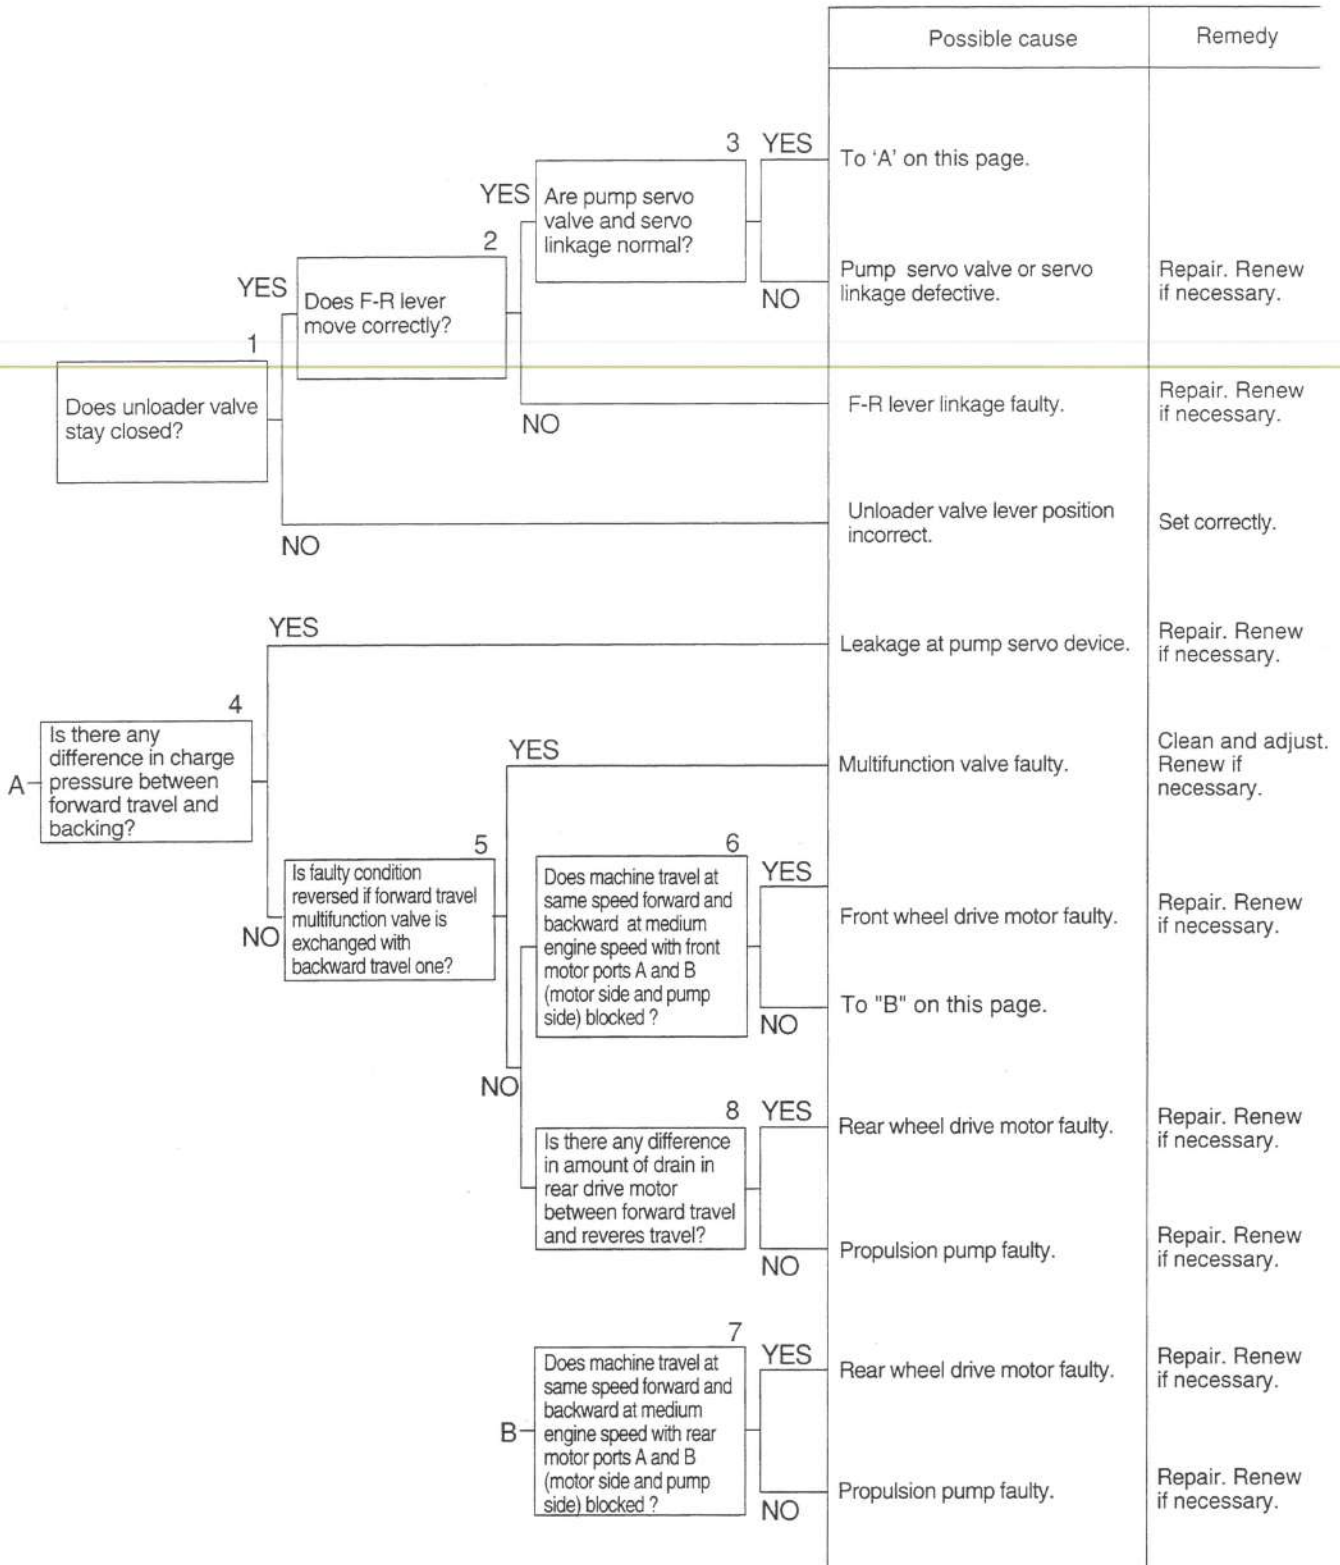 Possible cause
Remedy
3
YES
To 'A' on this page.
YES
Are pump servo
valve and servo
linkage normal?
2
Pump servo valve or servo
linkage defective.
Repair. Renew
if necessary.
NO
YES
Does F-R lever
move correctly?
1
F-R lever linkage faulty.
Repair. Renew
if necessary.
NO
Does unloader valve
stay closed?
Unloader valve lever position
incorrect.
Set correctly.
NO
YES
Leakage at pump servo device.
Repair. Renew
if necessary.
4
A
Is there any
difference in charge
pressure between
forward travel and
backing?
YES
Multifunction valve faulty.
Clean and adjust.
Renew if
necessary.
NO
5
Is faulty condition
reversed if forward travel
multifunction valve is
exchanged with
backward travel one?
6
Does machine travel at
same speed forward and
backward at medium
engine speed with front
motor ports A and B
(motor side and pump
side) blocked ?
YES
Front wheel drive motor faulty.
Repair. Renew
if necessary.
NO
To "B" on this page.
NO
8
YES
Is there any difference
in amount of drain in
rear drive motor
between forward travel
and reveres travel?
Rear wheel drive motor faulty.
Repair. Renew
if necessary.
NO
Propulsion pump faulty.
Repair. Renew
if necessary.
7
B
Does machine travel at
same speed forward and
backward at medium
engine speed with rear
motor ports A and B
(motor side and pump
side) blocked ?
YES
Rear wheel drive motor faulty.
Repair. Renew
if necessary.
NO
Propulsion pump faulty.
Repair. Renew
if necessary.